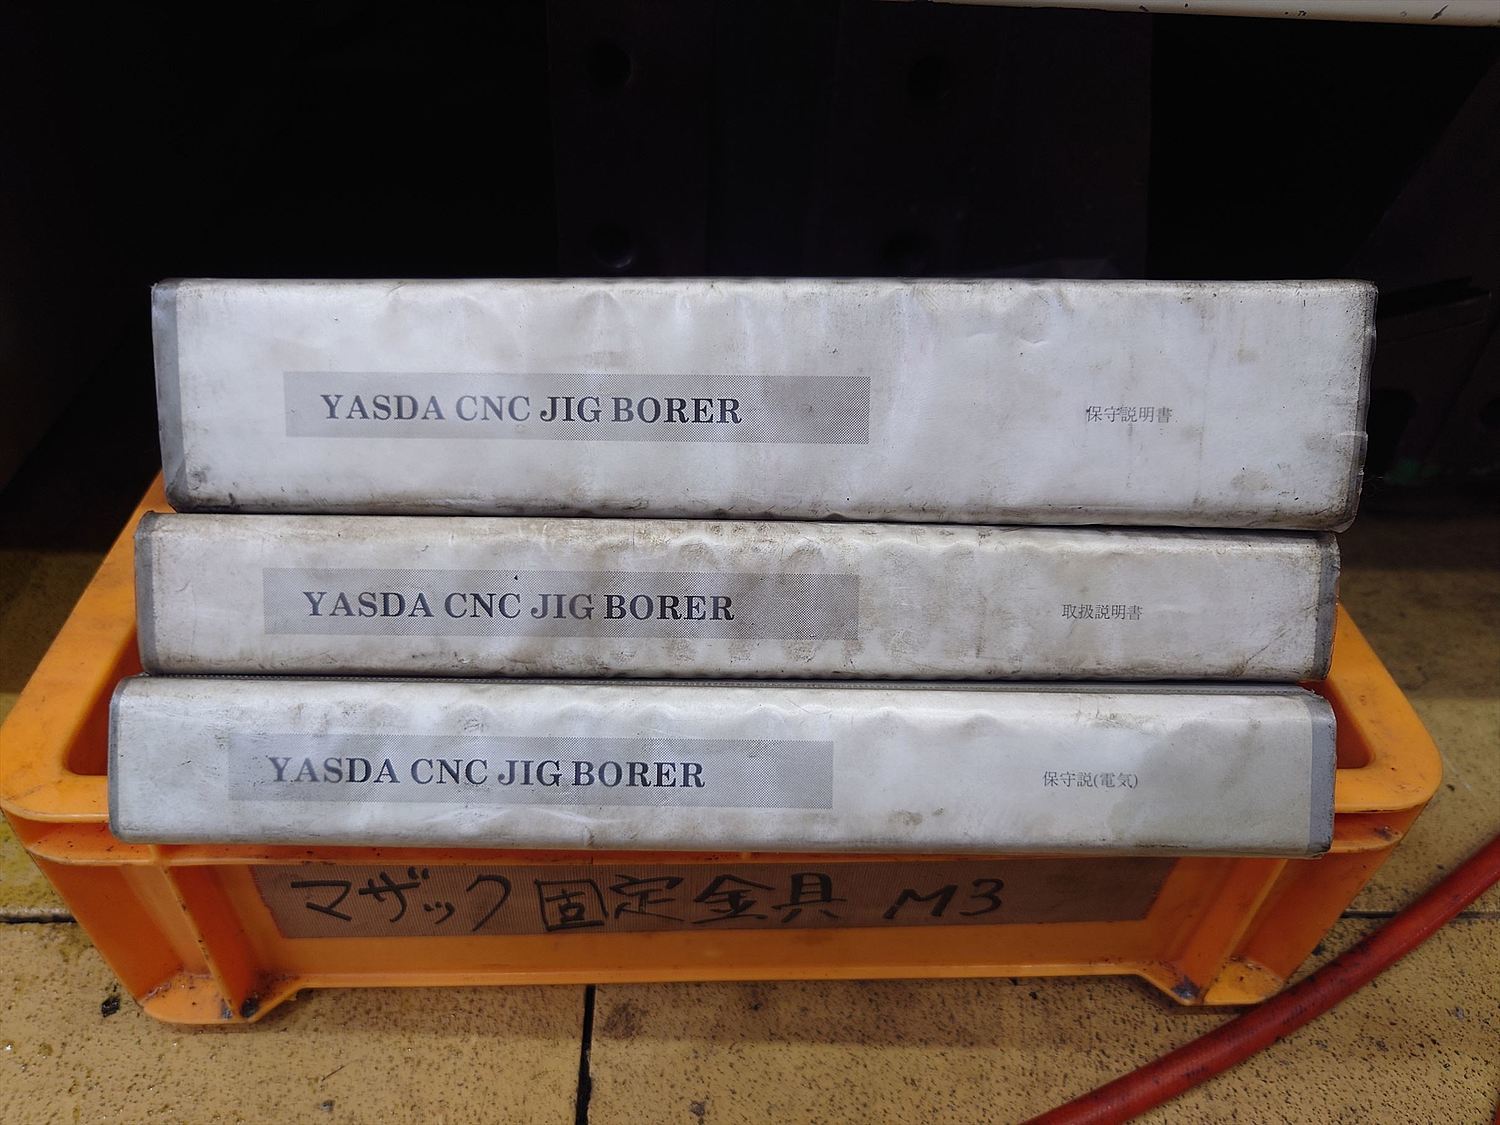 YASDA CNC JIG BORER 保守説明書
YASDA CNC JIG BORER 取扱説明書
YASDA CNC JIG BORER 保守説(電気)
マザック 固定金具 M3